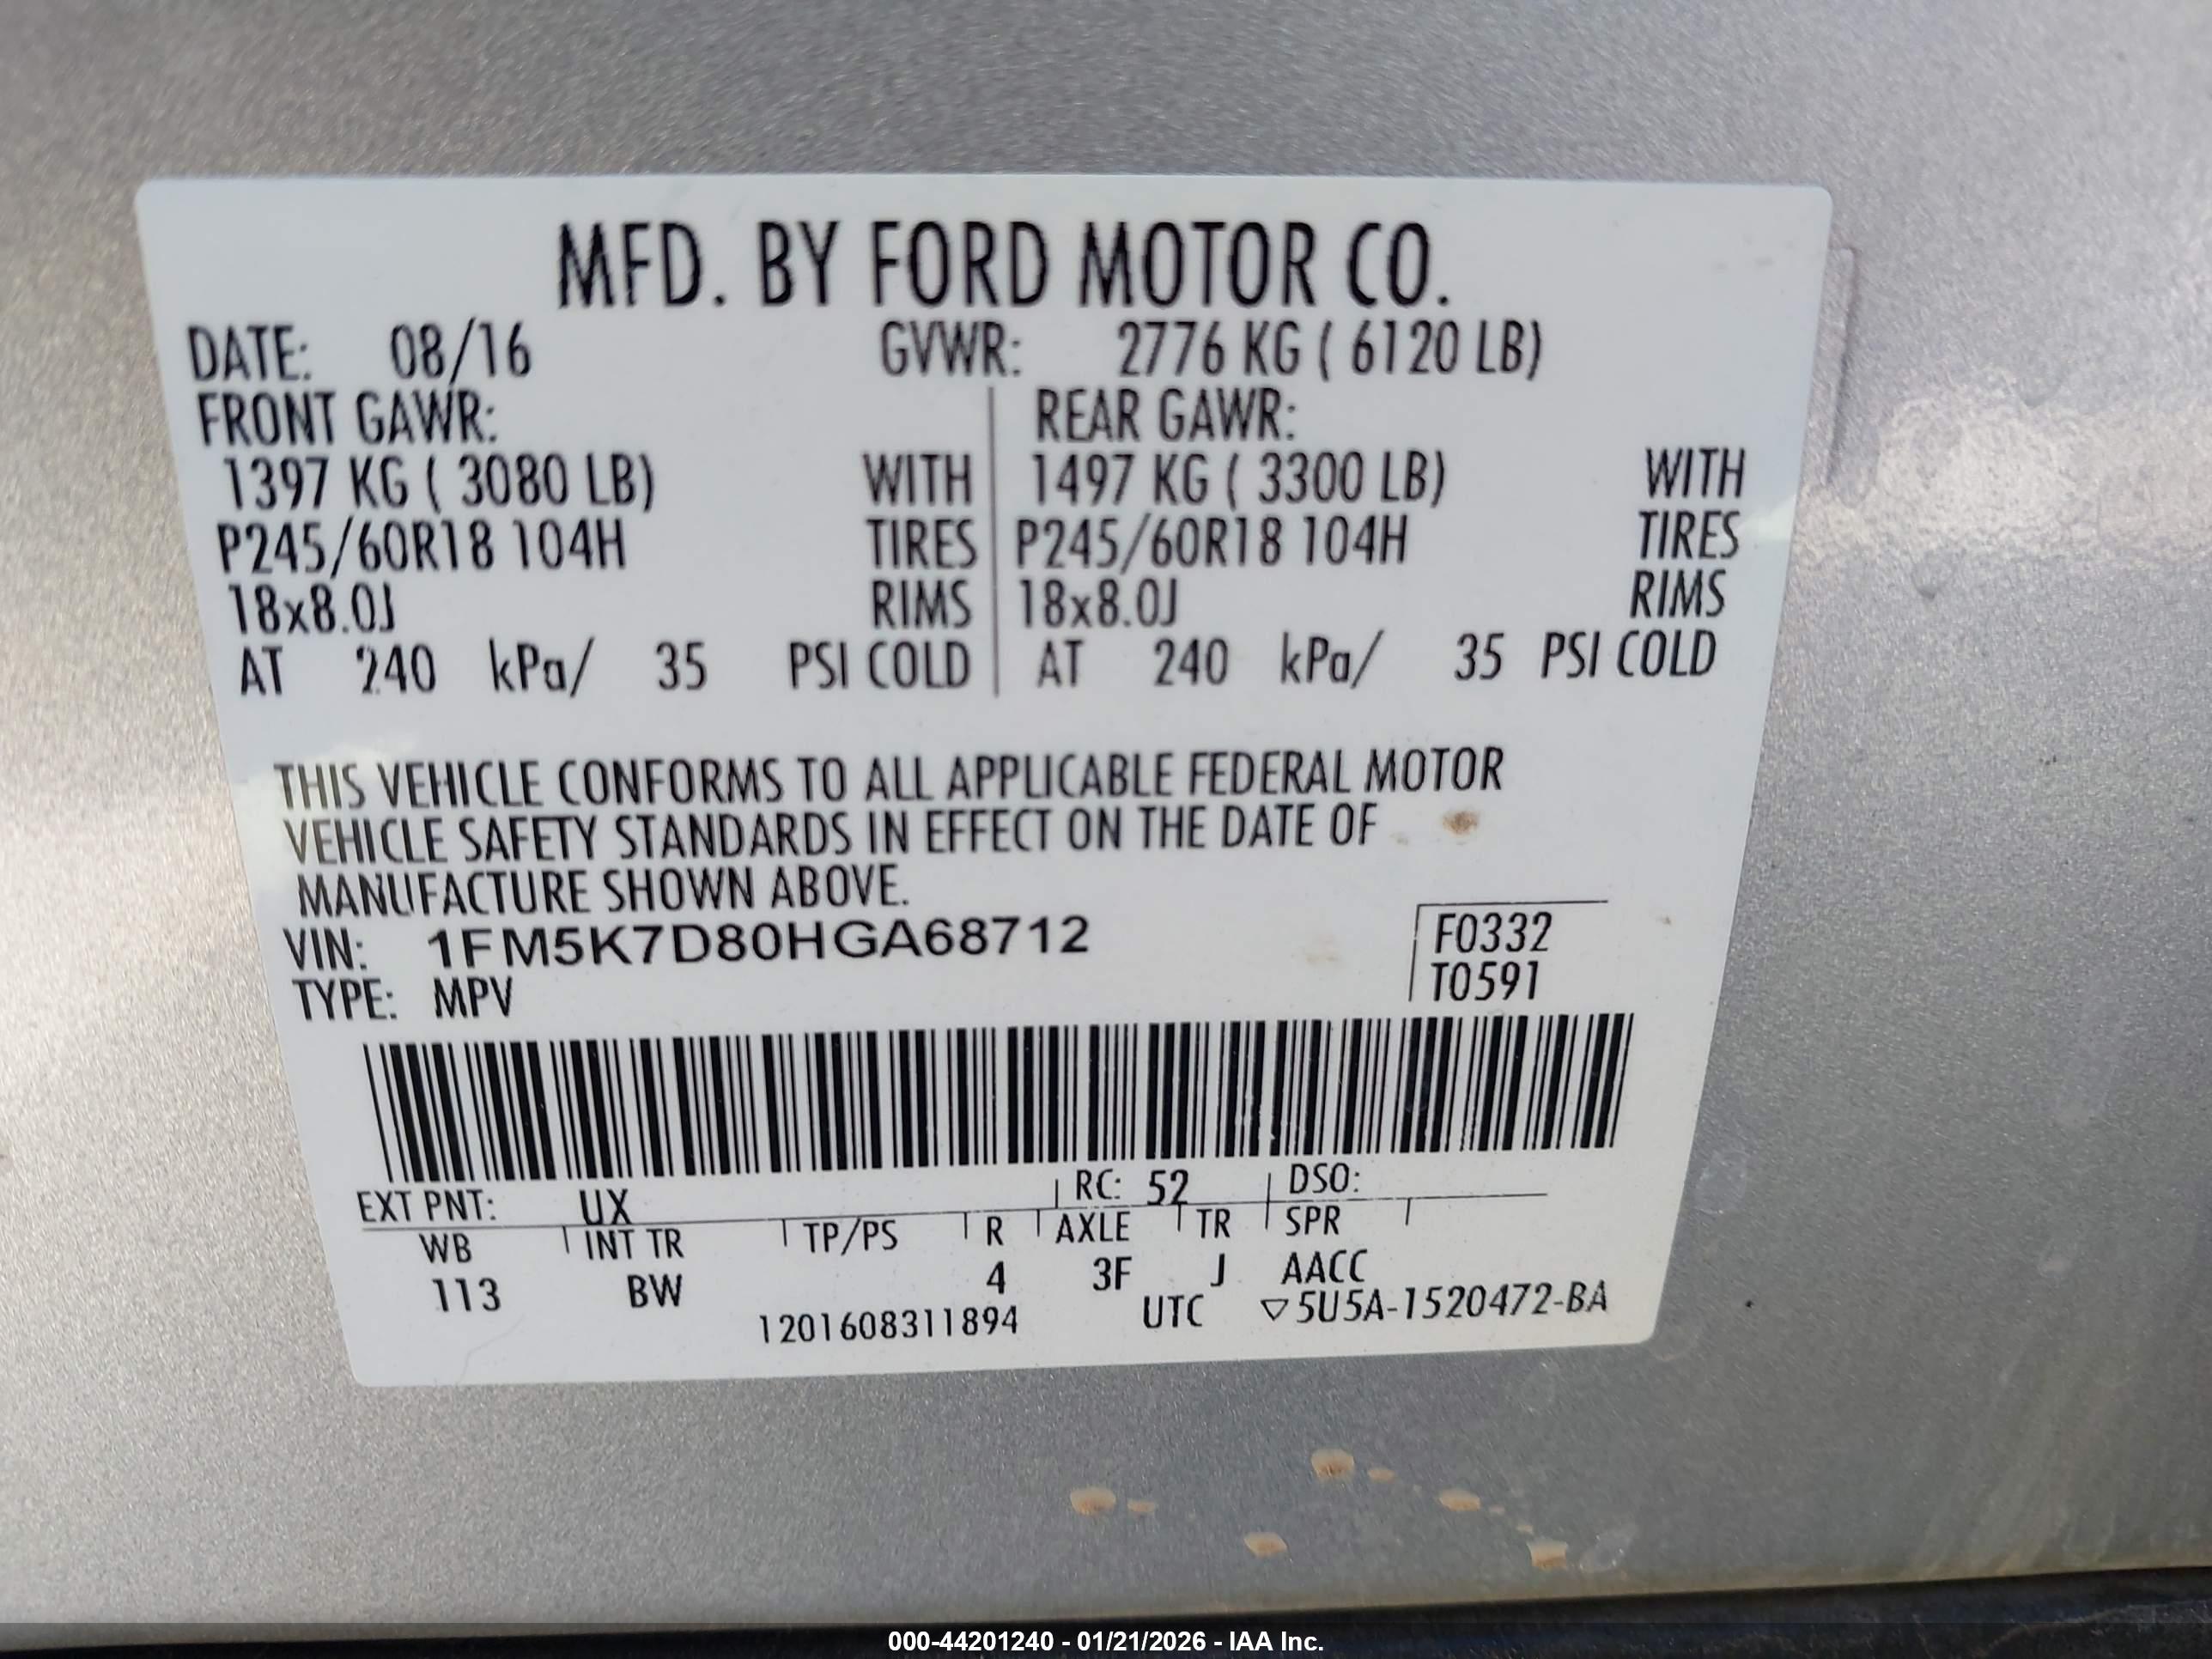 MFD. BY FORD MOTOR CO.
DATE: 08/16 GVWR: 2776 KG ( 6120 LB)
FRONT GAWR: REAR GAWR:
1397 KG ( 3080 LB) WITH 1497 KG ( 3300 LB) WITH
P245/60R18 104H TIRES P245/60R18 104H TIRES
18x8.0J RIMS 18x8.0J RIMS
AT 240 kPa/ 35 PSI COLD AT 240 kPa/ 35 PSI COLD
THIS VEHICLE CONFORMS TO ALL APPLICABLE FEDERAL MOTOR
VEHICLE SAFETY STANDARDS IN EFFECT ON THE DATE OF
MANUFACTURE SHOWN ABOVE.
VIN: 1FM5K7D80HGA68712 F0332
TYPE: MPV T0591
EXT PNT: UX RC: 52 DSO:
WB INT TR TP/PS R AXLE TR SPR
113 BW 4 3F J AACC
1201608311894 UTC ▽5U5A-1520472-BA
000-44201240 - 01/21/2026 - IAA Inc.